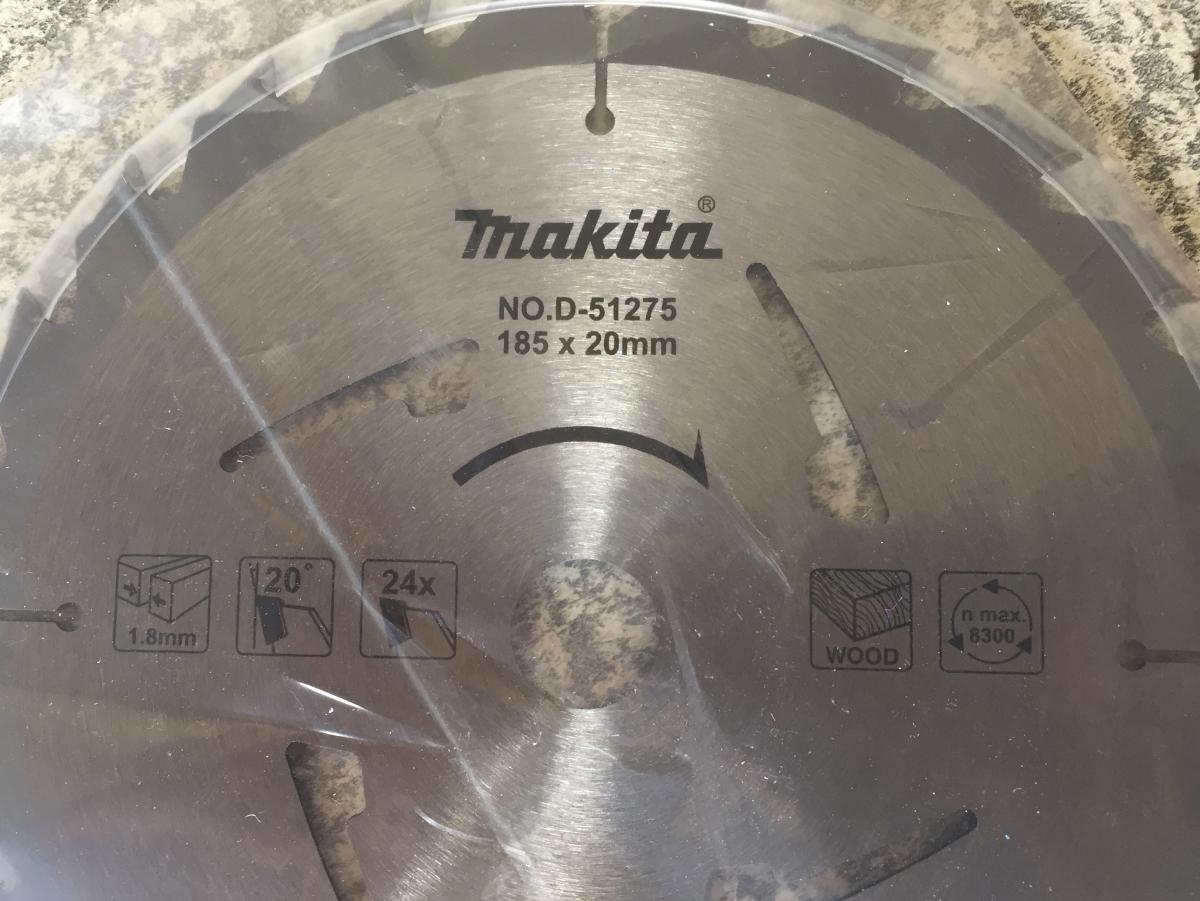 makita®
NO.D-51275
185 x 20mm
1.8mm
20°
24x
WOOD
n max.
8300